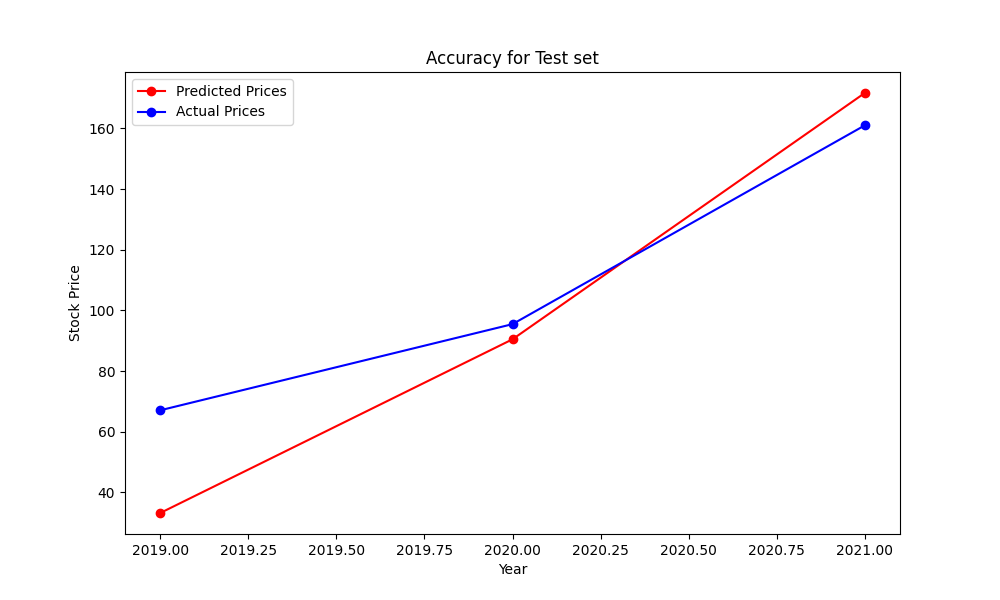 Accuracy for Test set
Predicted Prices
Actual Prices
160
140
120
100
80
60
40
Stock Price
2019.00 2019.25 2019.50 2019.75 2020.00 2020.25 2020.50 2020.75 2021.00
Year